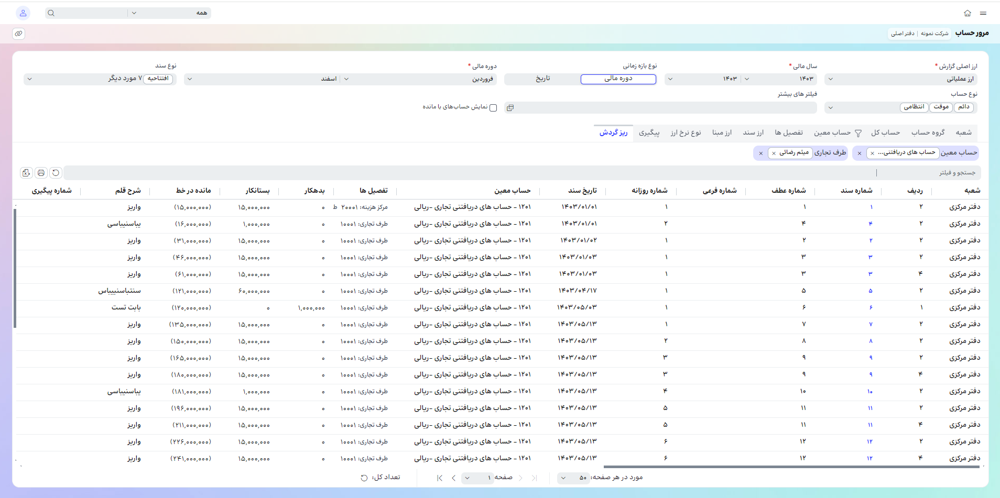 همه
مرور حساب شرکت نمونه | دفتر اصلی
ارز اصلی گزارش * سال مالی * نوع بازه زمانی دوره مالی * نوع سند
ارز عملیاتی ۱۴۰۳ ۱۴۰۳ دوره مالی تاریخ فروردین اسفند افتتاحیه ۷ مورد دیگر
نوع حساب فیلتر های بیشتر
دائم موقت انتظامی نمایش حساب‌های با مانده
شعبه گروه حساب حساب کل حساب معین تفصیل ها ارز سند ارز مبنا نوع نرخ ارز پیگیری ریز گردش
حساب معین حساب های دریافتنی... × × طرف تجاری میثم رضائی × ×
جستجو و فیلتر
شعبه ردیف شماره سند شماره عطف شماره فرعی شماره روزانه تاریخ سند حساب معین تفصیل ها بدهکار بستانکار مانده در خط شرح قلم شماره پیگیری
دفتر مرکزی ۲ ۱ ۱ ۱ ۱۴۰۳/۰۱/۰۱ ۱۲۰۱ - حساب های دریافتنی تجاری -ریالی مرکز هزینه: ۲۰۰۰۱ ط ۰ ۱۵,۰۰۰,۰۰۰ (۱۵,۰۰۰,۰۰۰) واریز
دفتر مرکزی ۲ ۴ ۴ ۲ ۱۴۰۳/۰۱/۰۱ ۱۲۰۱ - حساب های دریافتنی تجاری -ریالی طرف تجاری: ۱۰۰۰۱ ۰ ۱,۰۰۰,۰۰۰ (۱۶,۰۰۰,۰۰۰) یباسنیباسی
دفتر مرکزی ۲ ۲ ۲ ۱ ۱۴۰۳/۰۱/۰۲ ۱۲۰۱ - حساب های دریافتنی تجاری -ریالی طرف تجاری: ۱۰۰۰۱ ۰ ۱۵,۰۰۰,۰۰۰ (۳۱,۰۰۰,۰۰۰) واریز
دفتر مرکزی ۲ ۳ ۳ ۱ ۱۴۰۳/۰۱/۰۳ ۱۲۰۱ - حساب های دریافتنی تجاری -ریالی طرف تجاری: ۱۰۰۰۱ ۰ ۱۵,۰۰۰,۰۰۰ (۴۶,۰۰۰,۰۰۰) واریز
دفتر مرکزی ۴ ۳ ۳ ۱ ۱۴۰۳/۰۱/۰۳ ۱۲۰۱ - حساب های دریافتنی تجاری -ریالی طرف تجاری: ۱۰۰۰۱ ۰ ۱۵,۰۰۰,۰۰۰ (۶۱,۰۰۰,۰۰۰) واریز
دفتر مرکزی ۲ ۵ ۵ ۱ ۱۴۰۳/۰۴/۱۷ ۱۲۰۱ - حساب های دریافتنی تجاری -ریالی طرف تجاری: ۱۰۰۰۱ ۰ ۶۰,۰۰۰,۰۰۰ (۱۲۱,۰۰۰,۰۰۰) سنتباسنییباس
دفتر مرکزی ۱ ۶ ۶ ۱ ۱۴۰۳/۰۵/۰۳ ۱۲۰۱ - حساب های دریافتنی تجاری -ریالی طرف تجاری: ۱۰۰۰۱ ۱,۰۰۰,۰۰۰ ۰ (۱۲۰,۰۰۰,۰۰۰) بابت تست
دفتر مرکزی ۲ ۷ ۷ ۱ ۱۴۰۳/۰۵/۱۳ ۱۲۰۱ - حساب های دریافتنی تجاری -ریالی طرف تجاری: ۱۰۰۰۱ ۰ ۱۵,۰۰۰,۰۰۰ (۱۳۵,۰۰۰,۰۰۰) واریز
دفتر مرکزی ۲ ۸ ۸ ۲ ۱۴۰۳/۰۵/۱۳ ۱۲۰۱ - حساب های دریافتنی تجاری -ریالی طرف تجاری: ۱۰۰۰۱ ۰ ۱۵,۰۰۰,۰۰۰ (۱۵۰,۰۰۰,۰۰۰) واریز
دفتر مرکزی ۲ ۹ ۹ ۳ ۱۴۰۳/۰۵/۱۳ ۱۲۰۱ - حساب های دریافتنی تجاری -ریالی طرف تجاری: ۱۰۰۰۱ ۰ ۱۵,۰۰۰,۰۰۰ (۱۶۵,۰۰۰,۰۰۰) واریز
دفتر مرکزی ۴ ۹ ۹ ۳ ۱۴۰۳/۰۵/۱۳ ۱۲۰۱ - حساب های دریافتنی تجاری -ریالی طرف تجاری: ۱۰۰۰۱ ۰ ۱۵,۰۰۰,۰۰۰ (۱۸۰,۰۰۰,۰۰۰) واریز
دفتر مرکزی ۲ ۱۰ ۱۰ ۴ ۱۴۰۳/۰۵/۱۳ ۱۲۰۱ - حساب های دریافتنی تجاری -ریالی طرف تجاری: ۱۰۰۰۱ ۰ ۱,۰۰۰,۰۰۰ (۱۸۱,۰۰۰,۰۰۰) یباسنیباسی
دفتر مرکزی ۲ ۱۱ ۱۱ ۵ ۱۴۰۳/۰۵/۱۳ ۱۲۰۱ - حساب های دریافتنی تجاری -ریالی طرف تجاری: ۱۰۰۰۱ ۰ ۱۵,۰۰۰,۰۰۰ (۱۹۶,۰۰۰,۰۰۰) واریز
دفتر مرکزی ۴ ۱۱ ۱۱ ۵ ۱۴۰۳/۰۵/۱۳ ۱۲۰۱ - حساب های دریافتنی تجاری -ریالی طرف تجاری: ۱۰۰۰۱ ۰ ۱۵,۰۰۰,۰۰۰ (۲۱۱,۰۰۰,۰۰۰) واریز
دفتر مرکزی ۲ ۱۲ ۱۲ ۶ ۱۴۰۳/۰۵/۱۳ ۱۲۰۱ - حساب های دریافتنی تجاری -ریالی طرف تجاری: ۱۰۰۰۱ ۰ ۱۵,۰۰۰,۰۰۰ (۲۲۶,۰۰۰,۰۰۰) واریز
دفتر مرکزی ۴ ۱۲ ۱۲ ۶ ۱۴۰۳/۰۵/۱۳ ۱۲۰۱ - حساب های دریافتنی تجاری -ریالی طرف تجاری: ۱۰۰۰۱ ۰ ۱۵,۰۰۰,۰۰۰ (۲۴۱,۰۰۰,۰۰۰) واریز
مورد در هر صفحه: ۵۰ صفحه ۱ تعداد کل: